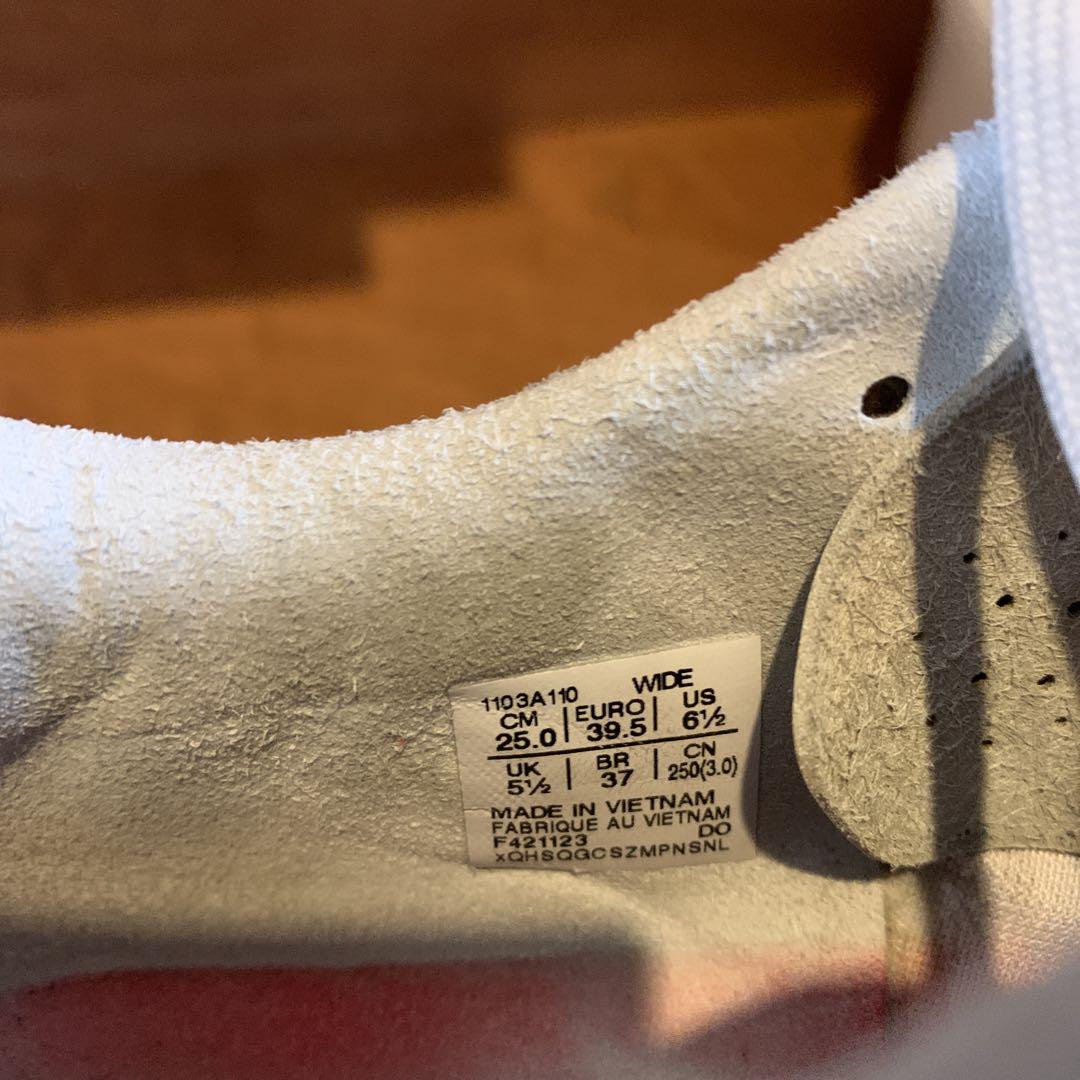 1103A110 WIDE
CM | EURO | US
25.0 | 39.5 | 6½
UK | BR | CN
5½ | 37 | 250(3.0)
MADE IN VIETNAM
FABRIQUE AU VIETNAM
F421123 DO
xQHSQGCSZMPNSNL